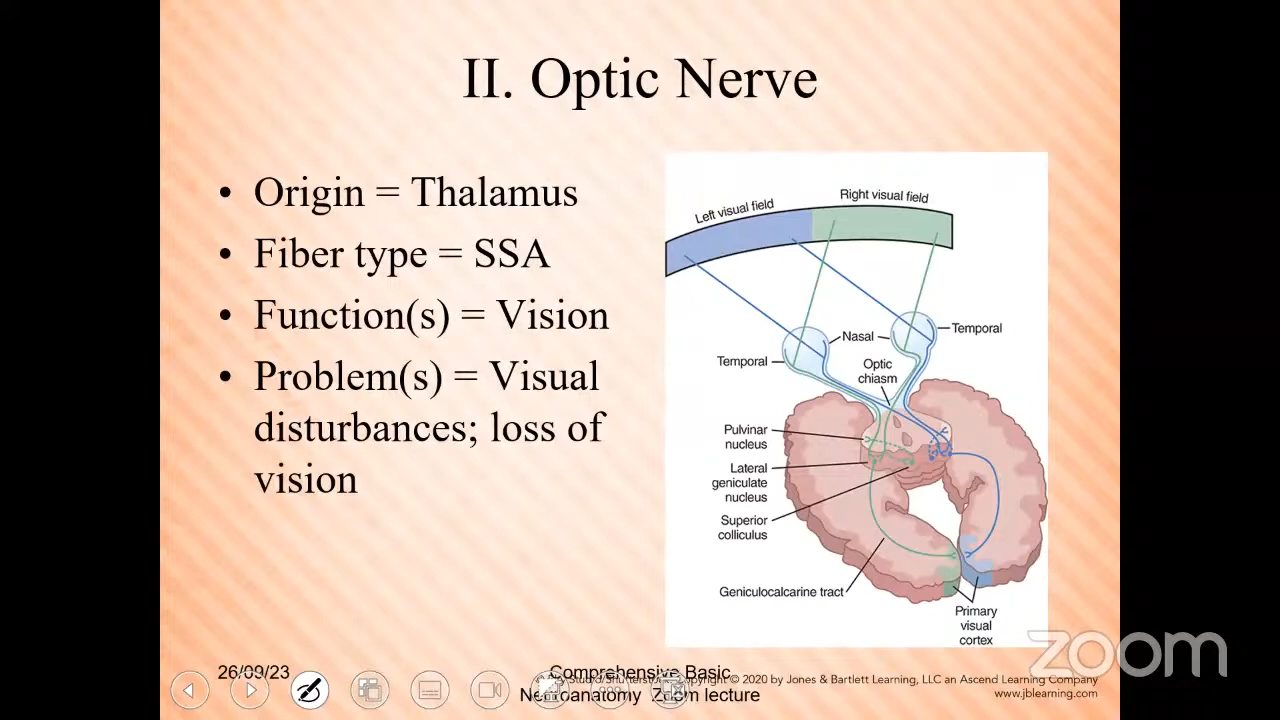 II. Optic Nerve
• Origin = Thalamus
• Fiber type = SSA
• Function(s) = Vision
• Problem(s) = Visual
disturbances; loss of
vision
Left visual field
Right visual field
Nasal
Temporal
Temporal
Optic
chiasm
Pulvinar
nucleus
Lateral
geniculate
nucleus
Superior
colliculus
Geniculocalcarine tract
Primary
visual
cortex
zoom
26/09/23
Comprehensive Basic
Neuroanatomy Zoom lecture
Copyright © 2020 by Jones & Bartlett Learning, LLC an Ascend Learning Company
www.jblearning.com